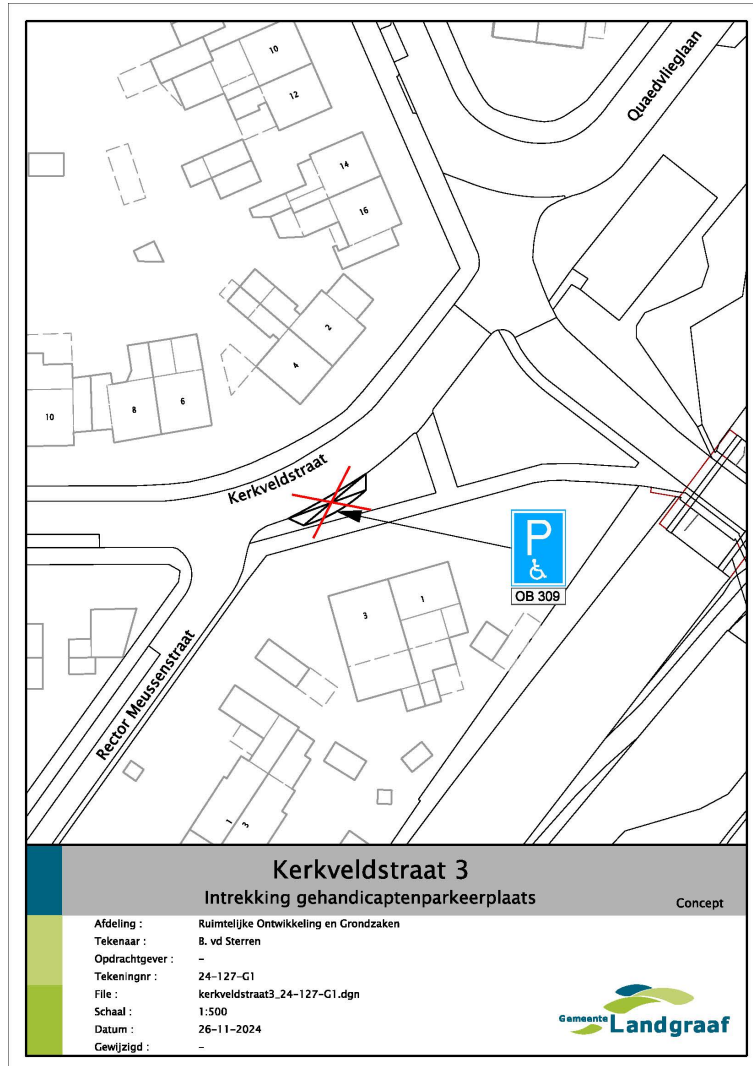 10
12
Quaedvlieglaan
14
16
2
4
10
8
6
Kerkveldstraat
P
OB 309
3
1
Rector Meussenstraat
1
3
Kerkveldstraat 3
Intrekking gehandicaptenparkeerplaats
Concept
Afdeling : Ruimtelijke Ontwikkeling en Grondzaken
Tekenaar : B. vd Sterren
Opdrachtgever : -
Tekeningnr : 24-127-G1
File : kerkveldstraat3_24-127-G1.dgn
Schaal : 1:500
Datum : 26-11-2024
Gewijzigd : -
Gemeente Landgraaf